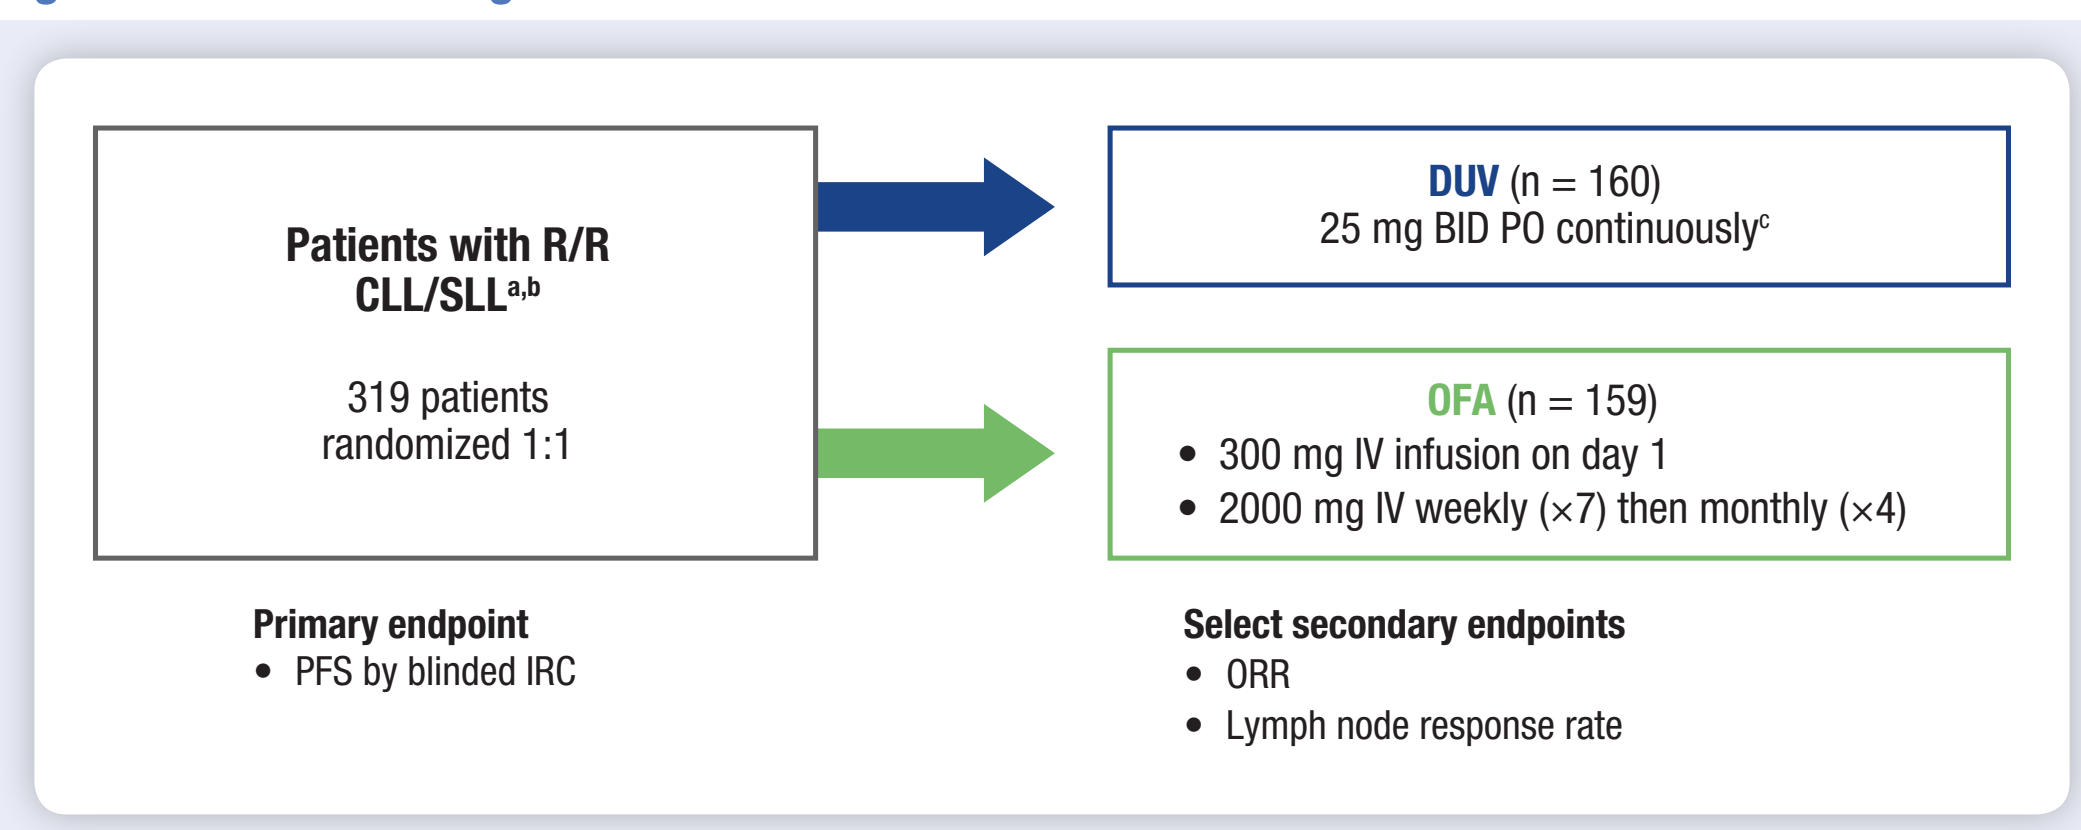 Patients with R/R
CLL/SLLa,b
319 patients
randomized 1:1
DUV (n = 160)
25 mg BID PO continuouslyc
OFA (n = 159)
• 300 mg IV infusion on day 1
• 2000 mg IV weekly (×7) then monthly (×4)
Primary endpoint
• PFS by blinded IRC
Select secondary endpoints
• ORR
• Lymph node response rate